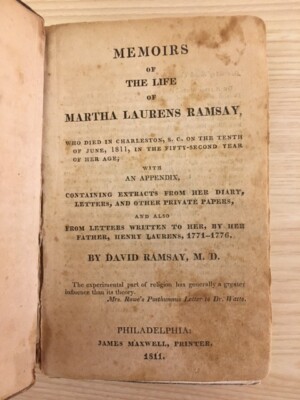 MEMOIRS
OF
THE LIFE
OF
MARTHA LAURENS RAMSAY,
WHO DIED IN CHARLESTON, S. C. ON THE TENTH
OF JUNE, 1811, IN THE FIFTY-SECOND YEAR
OF HER AGE;
WITH
AN APPENDIX,
CONTAINING EXTRACTS FROM HER DIARY,
LETTERS, AND OTHER PRIVATE PAPERS,
AND ALSO
FROM LETTERS WRITTEN TO HER, BY HER
FATHER, HENRY LAURENS, 1771-1776.
BY DAVID RAMSAY, M. D.
The experimental part of religion has generally a greater
influence than its theory.
Mrs. Rowe's Posthumous Letter to Dr. Watts.
PHILADELPHIA:
JAMES MAXWELL, PRINTER,
1811.